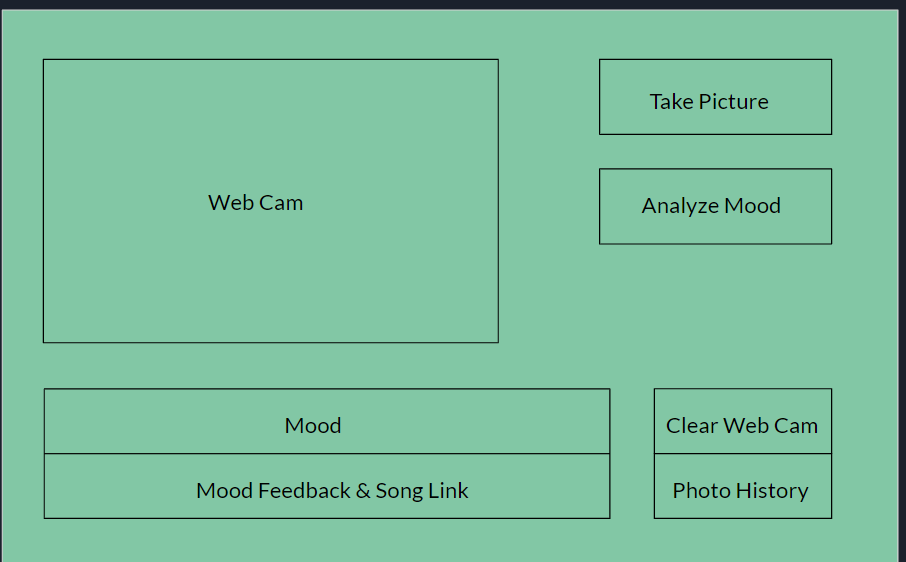 Take Picture
Web Cam
Analyze Mood
Mood
Clear Web Cam
Mood Feedback & Song Link
Photo History